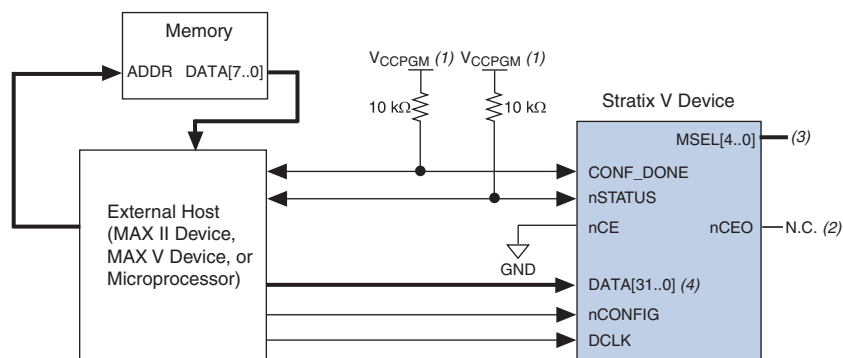 Memory
ADDR DATA[7..0]
VCCPGM (1) VCCPGM (1)
10 kΩ 10 kΩ
Stratix V Device
MSEL[4..0] (3)
CONF_DONE
nSTATUS
nCE nCEO N.C. (2)
GND
External Host
(MAX II Device,
MAX V Device, or
Microprocessor)
DATA[31..0] (4)
nCONFIG
DCLK